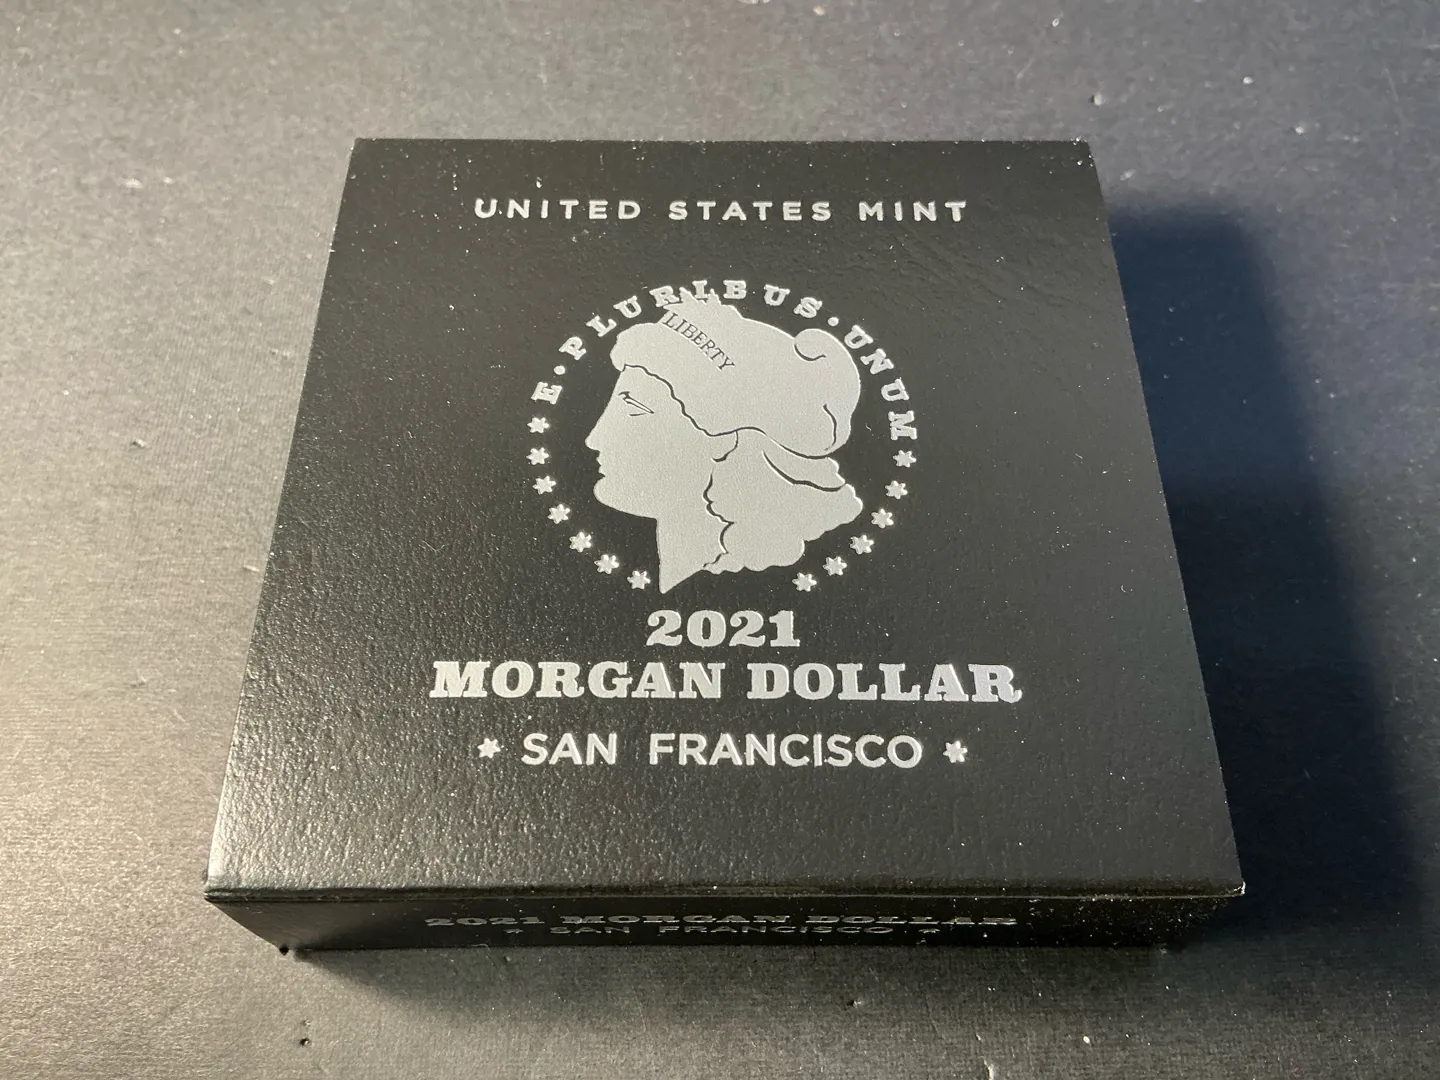 UNITED STATES MINT
E · PLURIBUS · UNUM
LIBERTY
2021
MORGAN DOLLAR
* SAN FRANCISCO *
2021 MORGAN DOLLAR
* SAN FRANCISCO *